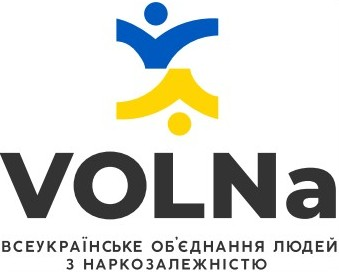 VOLNa
ВСЕУКРАЇНСЬКЕ ОБ'ЄДНАННЯ ЛЮДЕЙ
З НАРКОЗАЛЕЖНІСТЮ